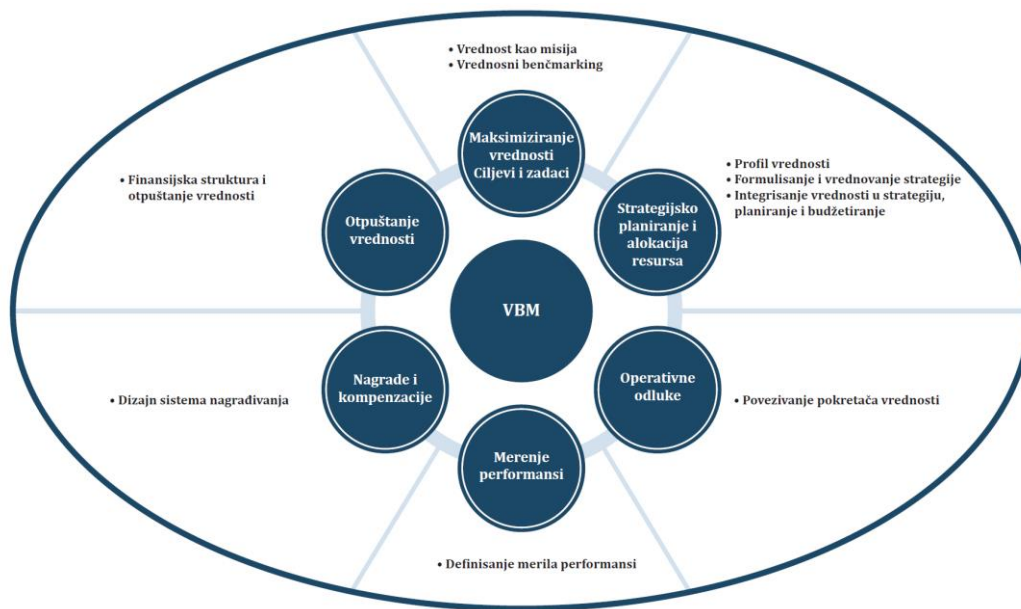 • Vrednost kao misija
• Vrednosni benčmarking
Maksimiziranje
vrednosti
Ciljevi i zadaci
• Profil vrednosti
• Formulisanje i vrednovanje strategije
• Integrisanje vrednosti u strategiju,
planiranje i budžetiranje
Strategijsko
planiranje i
alokacija
resursa
• Finansijska struktura i
otpuštanje vrednosti
Otpuštanje
vrednosti
VBM
Nagrade i
kompenzacije
• Dizajn sistema nagrađivanja
Operativne
odluke
• Povezivanje pokretača vrednosti
Merenje
performansi
• Definisanje merila performansi